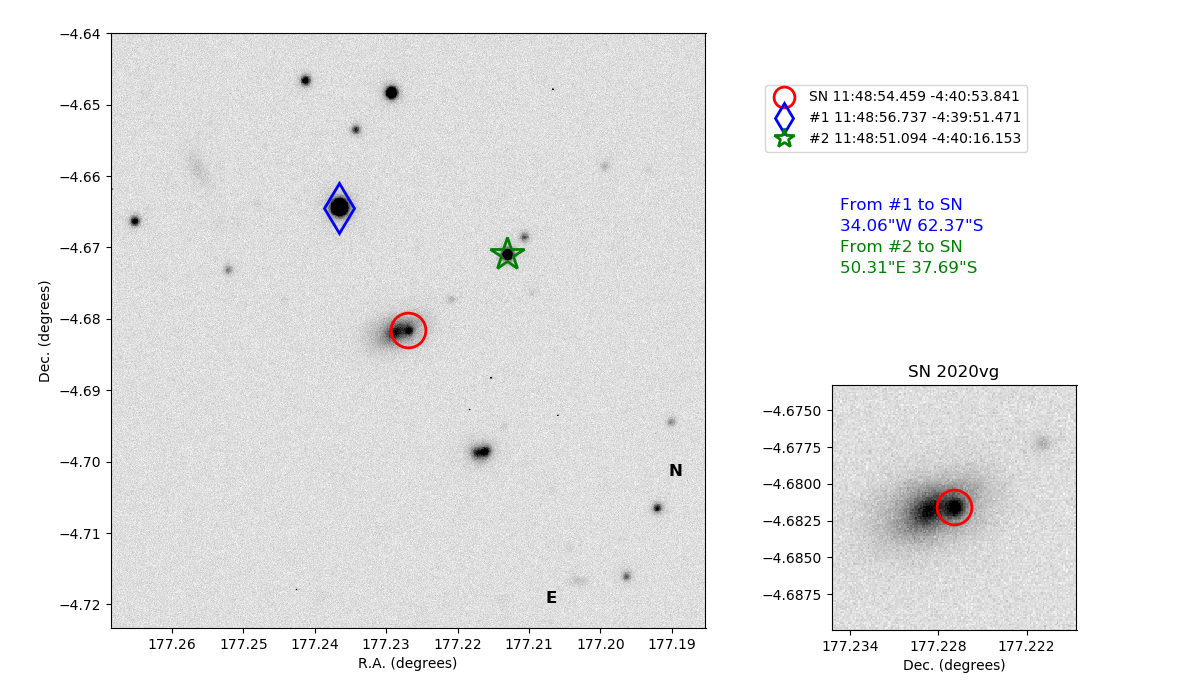 −4.64
−4.65
−4.66
−4.67
−4.68
−4.69
−4.70
−4.71
−4.72
Dec. (degrees)
177.26 177.25 177.24 177.23 177.22 177.21 177.20 177.19
R.A. (degrees)
N
E
SN 11:48:54.459 -4:40:53.841
#1 11:48:56.737 -4:39:51.471
#2 11:48:51.094 -4:40:16.153
From #1 to SN
34.06"W 62.37"S
From #2 to SN
50.31"E 37.69"S
SN 2020vg
−4.6750
−4.6775
−4.6800
−4.6825
−4.6850
−4.6875
177.234 177.228 177.222
Dec. (degrees)